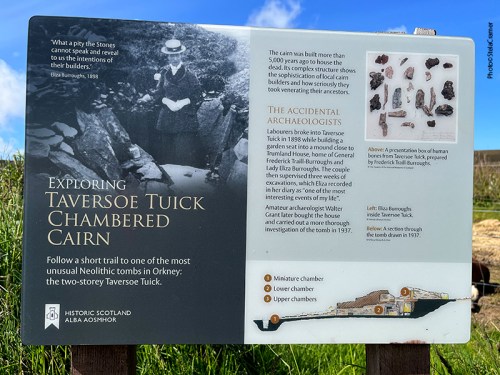 'What a pity the Stones
cannot speak and reveal
to us the intentions
of their builders.'
Eliza Burroughs, 1898
EXPLORING
TAVERSOE TUICK
CHAMBERED
CAIRN
Follow a short trail to one of the most
unusual Neolithic tombs in Orkney:
the two-storey Taversoe Tuick.
HISTORIC SCOTLAND
ALBA AOSMHOR
The cairn was built more than
5,000 years ago to house the
dead. Its complex structure shows
the sophistication of local cairn
builders and how seriously they
took venerating their ancestors.
THE ACCIDENTAL
ARCHAEOLOGISTS
Labourers broke into Taversoe
Tuick in 1898 while building a
garden seat into a mound close to
Trumland House, home of General
Frederick Traill-Burroughs and
Lady Eliza Burroughs. The couple
then supervised three weeks of
excavations, which Eliza recorded
in her diary as "one of the most
interesting events of my life".
Amateur archaeologist Walter
Grant later bought the house
and carried out a more thorough
investigation of the tomb in 1937.
Above: A presentation box of human
bones from Taversoe Tuick, prepared
by Frederick Traill-Burroughs.
Left: Eliza Burroughs
inside Taversoe Tuick.
Below: A section through
the tomb drawn in 1937.
1 Miniature chamber
2 Lower chamber
3 Upper chambers
1
2
3